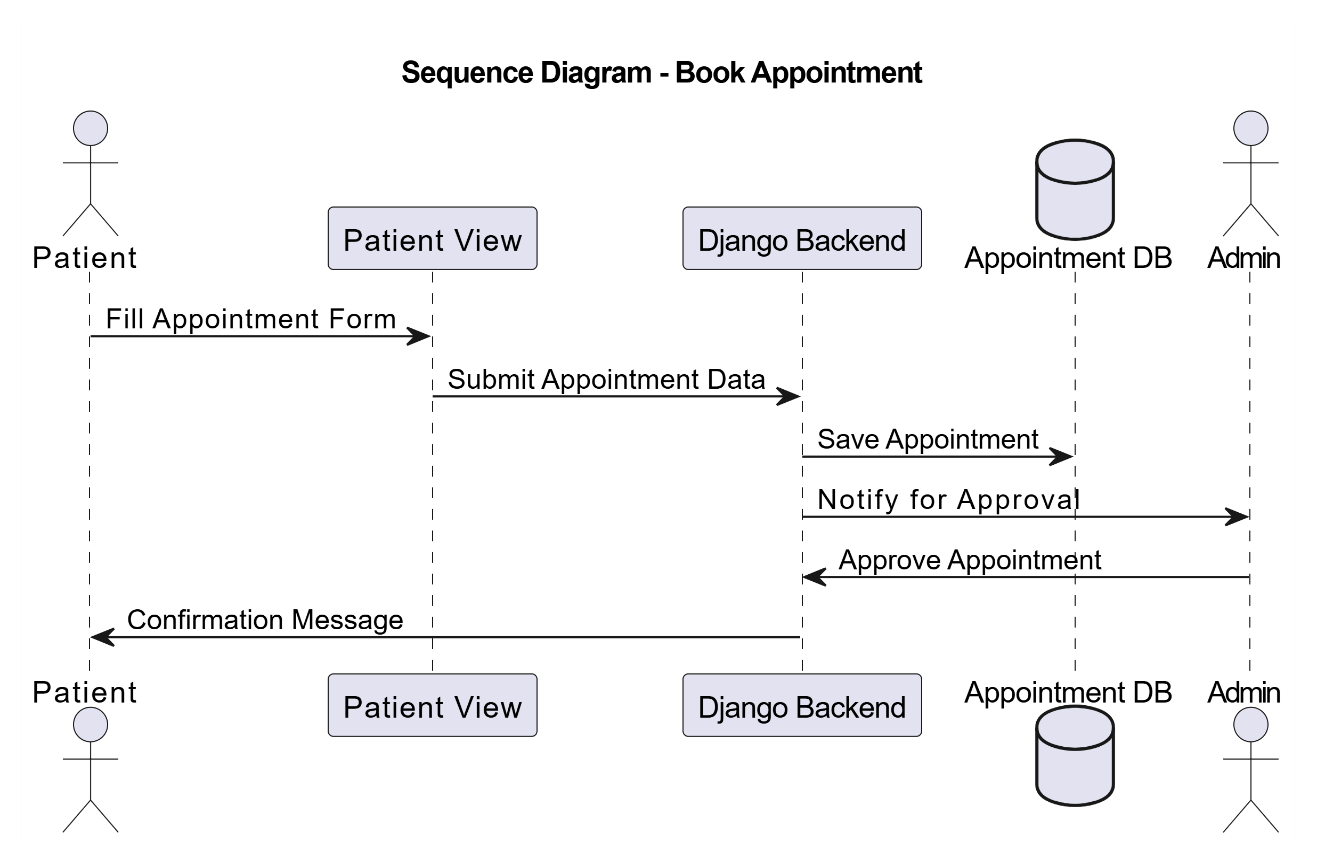 Sequence Diagram - Book Appointment
Patient
Patient View
Django Backend
Appointment DB
Admin
Fill Appointment Form
Submit Appointment Data
Save Appointment
Notify for Approval
Approve Appointment
Confirmation Message
Patient
Patient View
Django Backend
Appointment DB
Admin